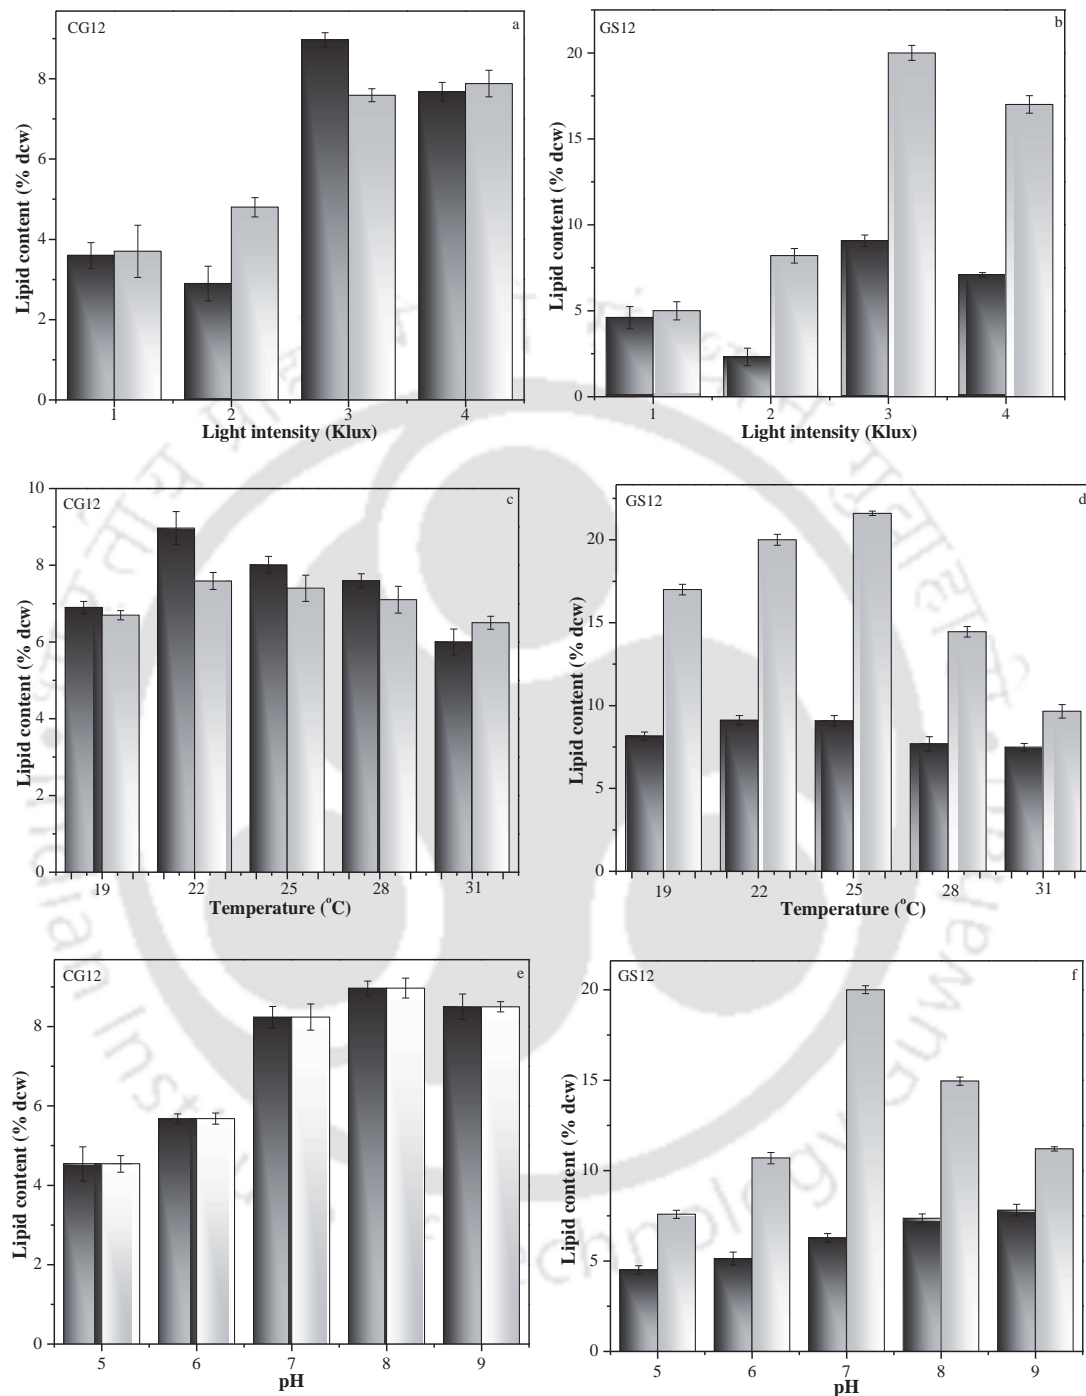 CG12 a
8
6
4
2
0
Lipid content (% dcw)
1 2 3 4
Light intensity (Klux)
GS12 b
20
15
10
5
0
Lipid content (% dcw)
1 2 3 4
Light intensity (Klux)
CG12 c
10
8
6
4
2
0
Lipid content (% dcw)
19 22 25 28 31
Temperature (°C)
GS12 d
20
15
10
5
0
Lipid content (% dcw)
19 22 25 28 31
Temperature (°C)
CG12 e
8
6
4
2
0
Lipid content (% dcw)
5 6 7 8 9
pH
GS12 f
20
15
10
5
0
Lipid content (% dcw)
5 6 7 8 9
pH